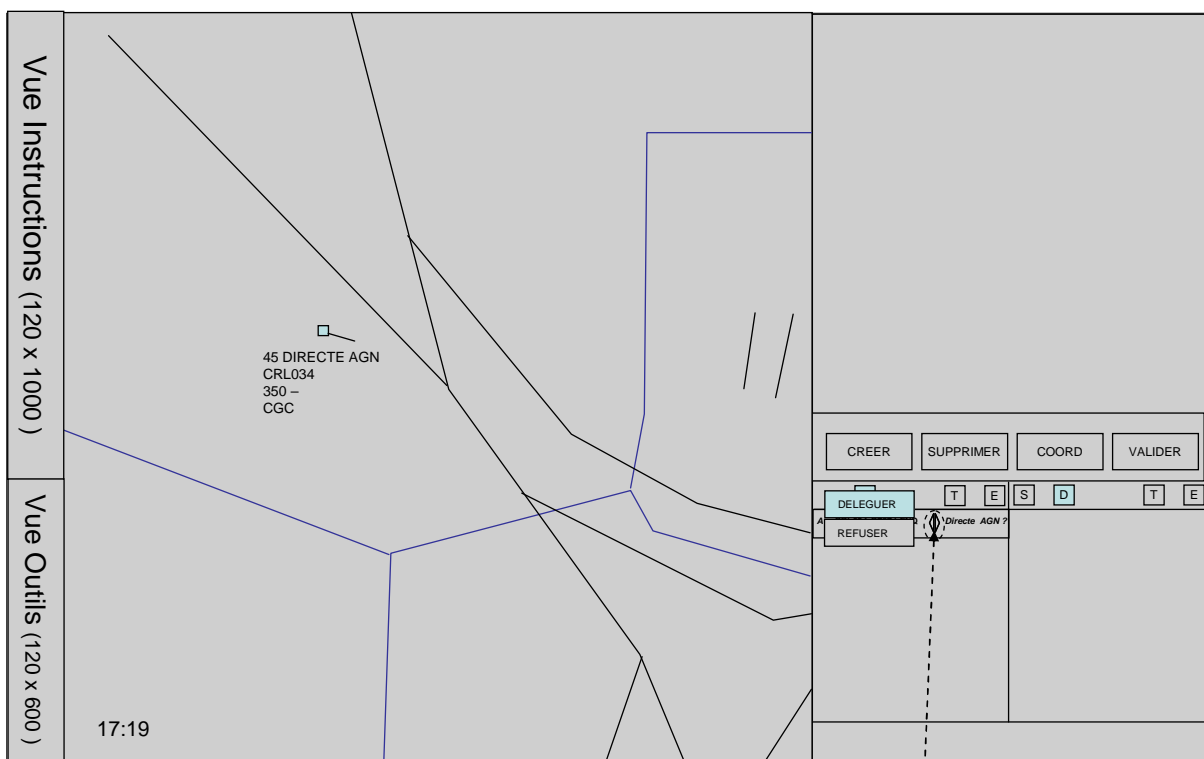 Vue Instructions (120 x 1000 )
Vue Outils (120 x 600 )
45 DIRECTE AGN
CRL034
350 –
CGC
17:19
CREER SUPPRIMER COORD VALIDER
T E S D T E
DELEGUER
Directe AGN ?
REFUSER